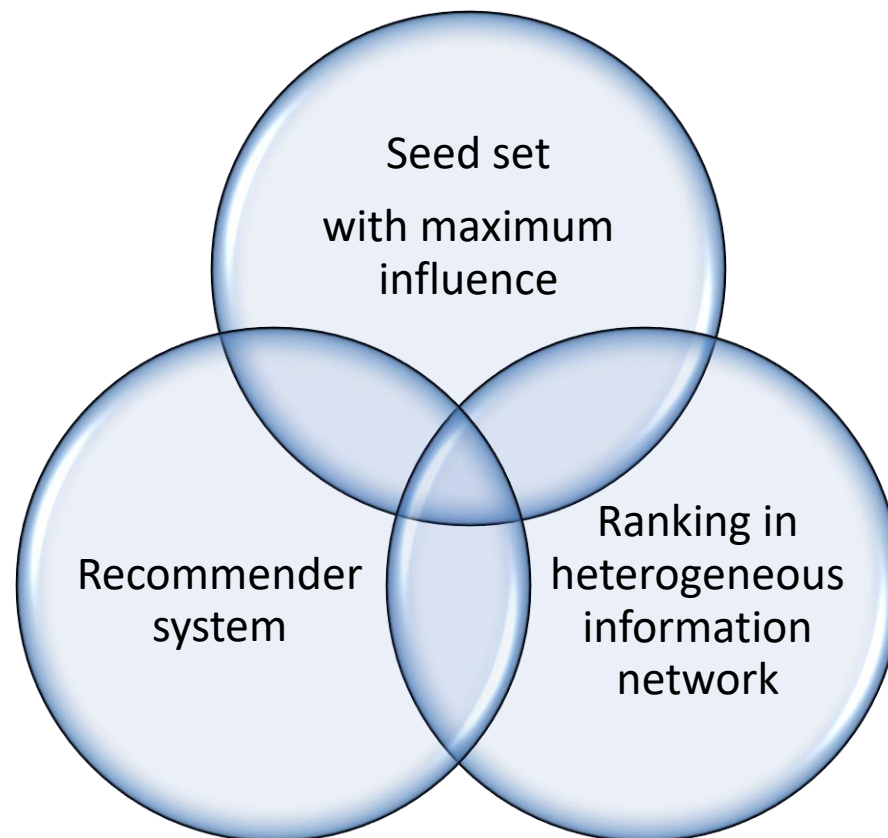 Seed set
with maximum
influence
Recommender
system
Ranking in
heterogeneous
information
network